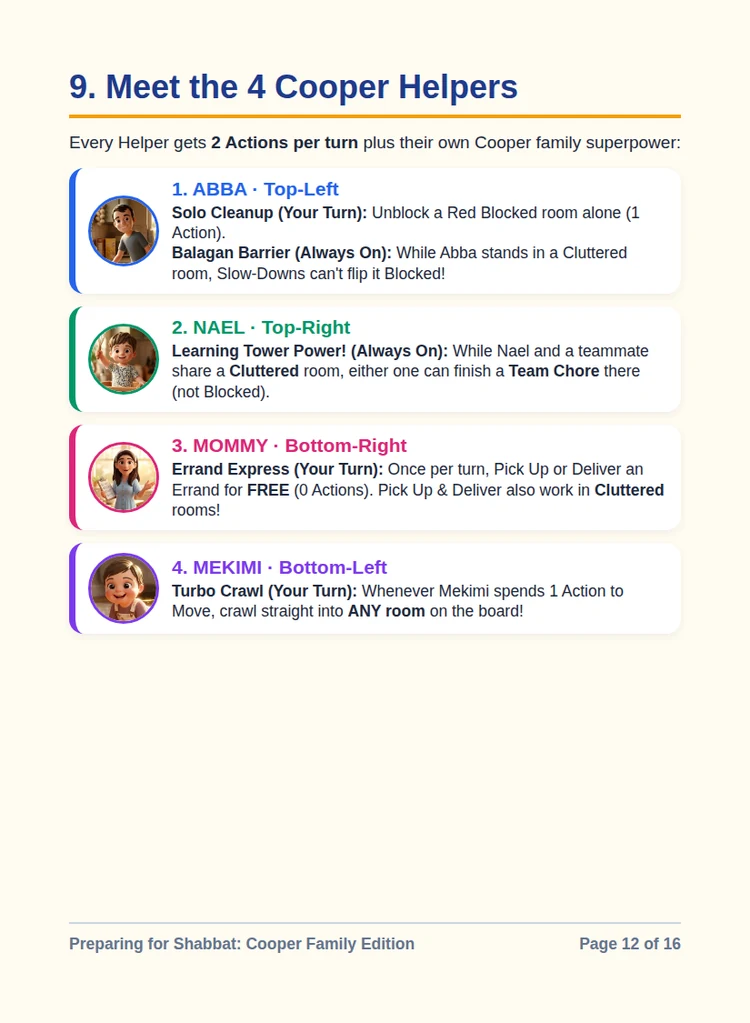 9. Meet the 4 Cooper Helpers
Every Helper gets 2 Actions per turn plus their own Cooper family superpower:
1. ABBA · Top-Left
Solo Cleanup (Your Turn): Unblock a Red Blocked room alone (1
Action).
Balagan Barrier (Always On): While Abba stands in a Cluttered
room, Slow-Downs can't flip it Blocked!
2. NAEL · Top-Right
Learning Tower Power! (Always On): While Nael and a teammate
share a Cluttered room, either one can finish a Team Chore there
(not Blocked).
3. MOMMY · Bottom-Right
Errand Express (Your Turn): Once per turn, Pick Up or Deliver an
Errand for FREE (0 Actions). Pick Up & Deliver also work in Cluttered
rooms!
4. MEKIMI · Bottom-Left
Turbo Crawl (Your Turn): Whenever Mekimi spends 1 Action to
Move, crawl straight into ANY room on the board!
Preparing for Shabbat: Cooper Family Edition
Page 12 of 16